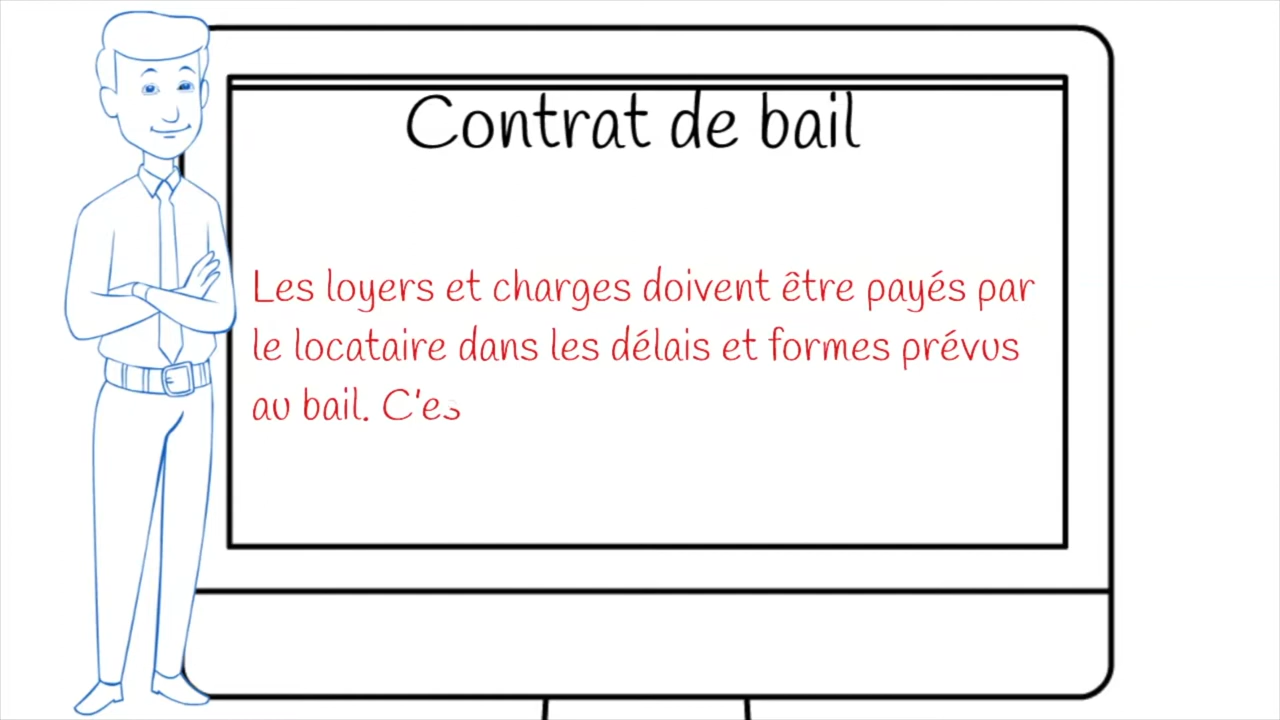 Contrat de bail
Les loyers et charges doivent être payés par
le locataire dans les délais et formes prévus
au bail. C'es